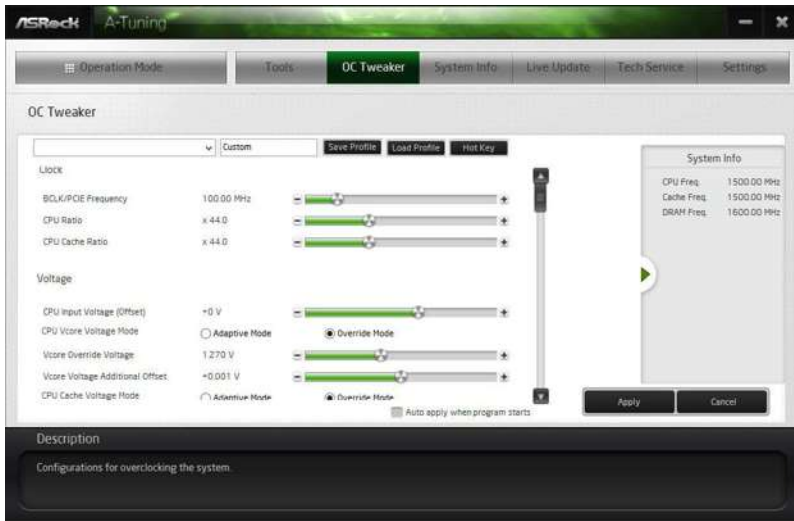 ASRock A-Tuning
Operation Mode Tools OC Tweaker System Info Live Update Tech Service Settings
OC Tweaker
Custom Save Profile Load Profile Hot Key
Clock
BCLK/PCIE Frequency 100.00 MHz
CPU Ratio x 44.0
CPU Cache Ratio x 44.0
Voltage
CPU Input Voltage (Offset) +0 V
CPU Vcore Voltage Mode Adaptive Mode Override Mode
Vcore Override Voltage 1.270 V
Vcore Voltage Additional Offset +0.001 V
CPU Cache Voltage Mode Adaptive Mode Override Mode
Auto apply when program starts
System Info
CPU Freq. 1500.00 MHz
Cache Freq. 1500.00 MHz
DRAM Freq. 1600.00 MHz
Apply Cancel
Description
Configurations for overclocking the system.